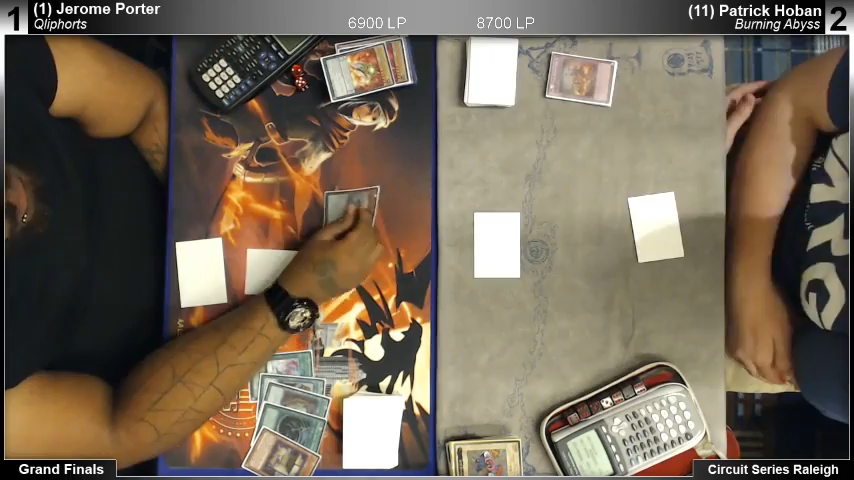 1
(1) Jerome Porter
Qliphorts
6900 LP
8700 LP
(11) Patrick Hoban
Burning Abyss
2
Grand Finals
Circuit Series Raleigh